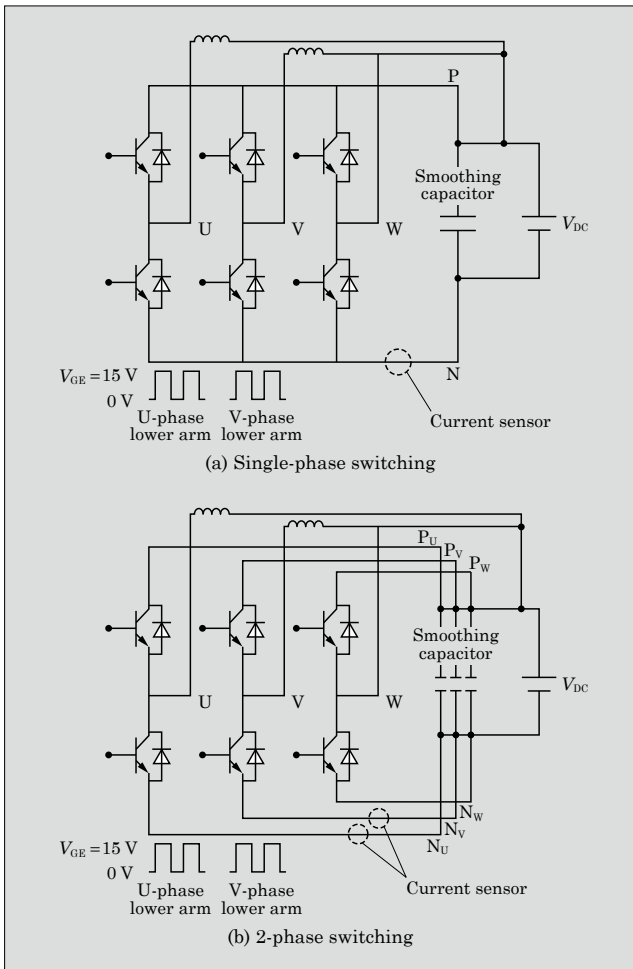 P
Smoothing
capacitor
V_DC
U
V
W
N
V_GE = 15 V
0 V
U-phase
lower arm
V-phase
lower arm
Current sensor
(a) Single-phase switching
P_U
P_V
P_W
Smoothing
capacitor
V_DC
U
V
W
N_W
N_V
N_U
V_GE = 15 V
0 V
U-phase
lower arm
V-phase
lower arm
Current sensor
(b) 2-phase switching